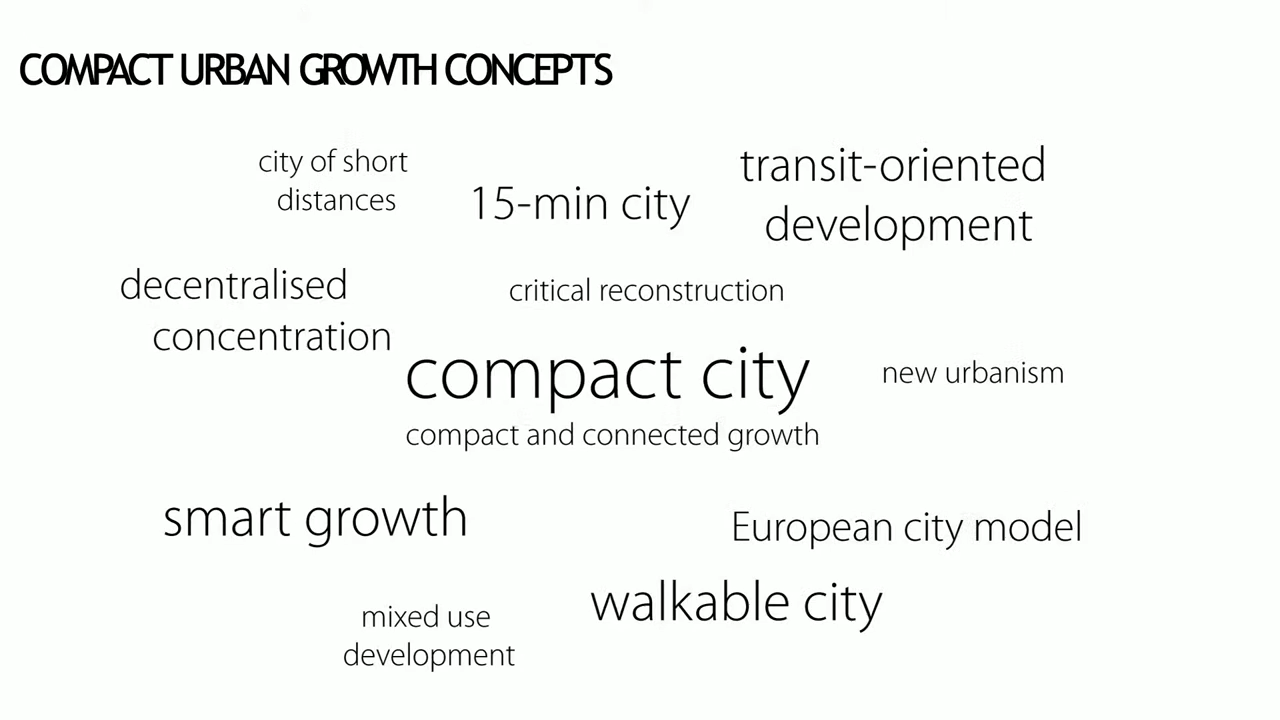 COMPACT URBAN GROWTH CONCEPTS
city of short
distances
15-min city
transit-oriented
development
decentralised
concentration
critical reconstruction
compact city
new urbanism
compact and connected growth
smart growth
European city model
walkable city
mixed use
development